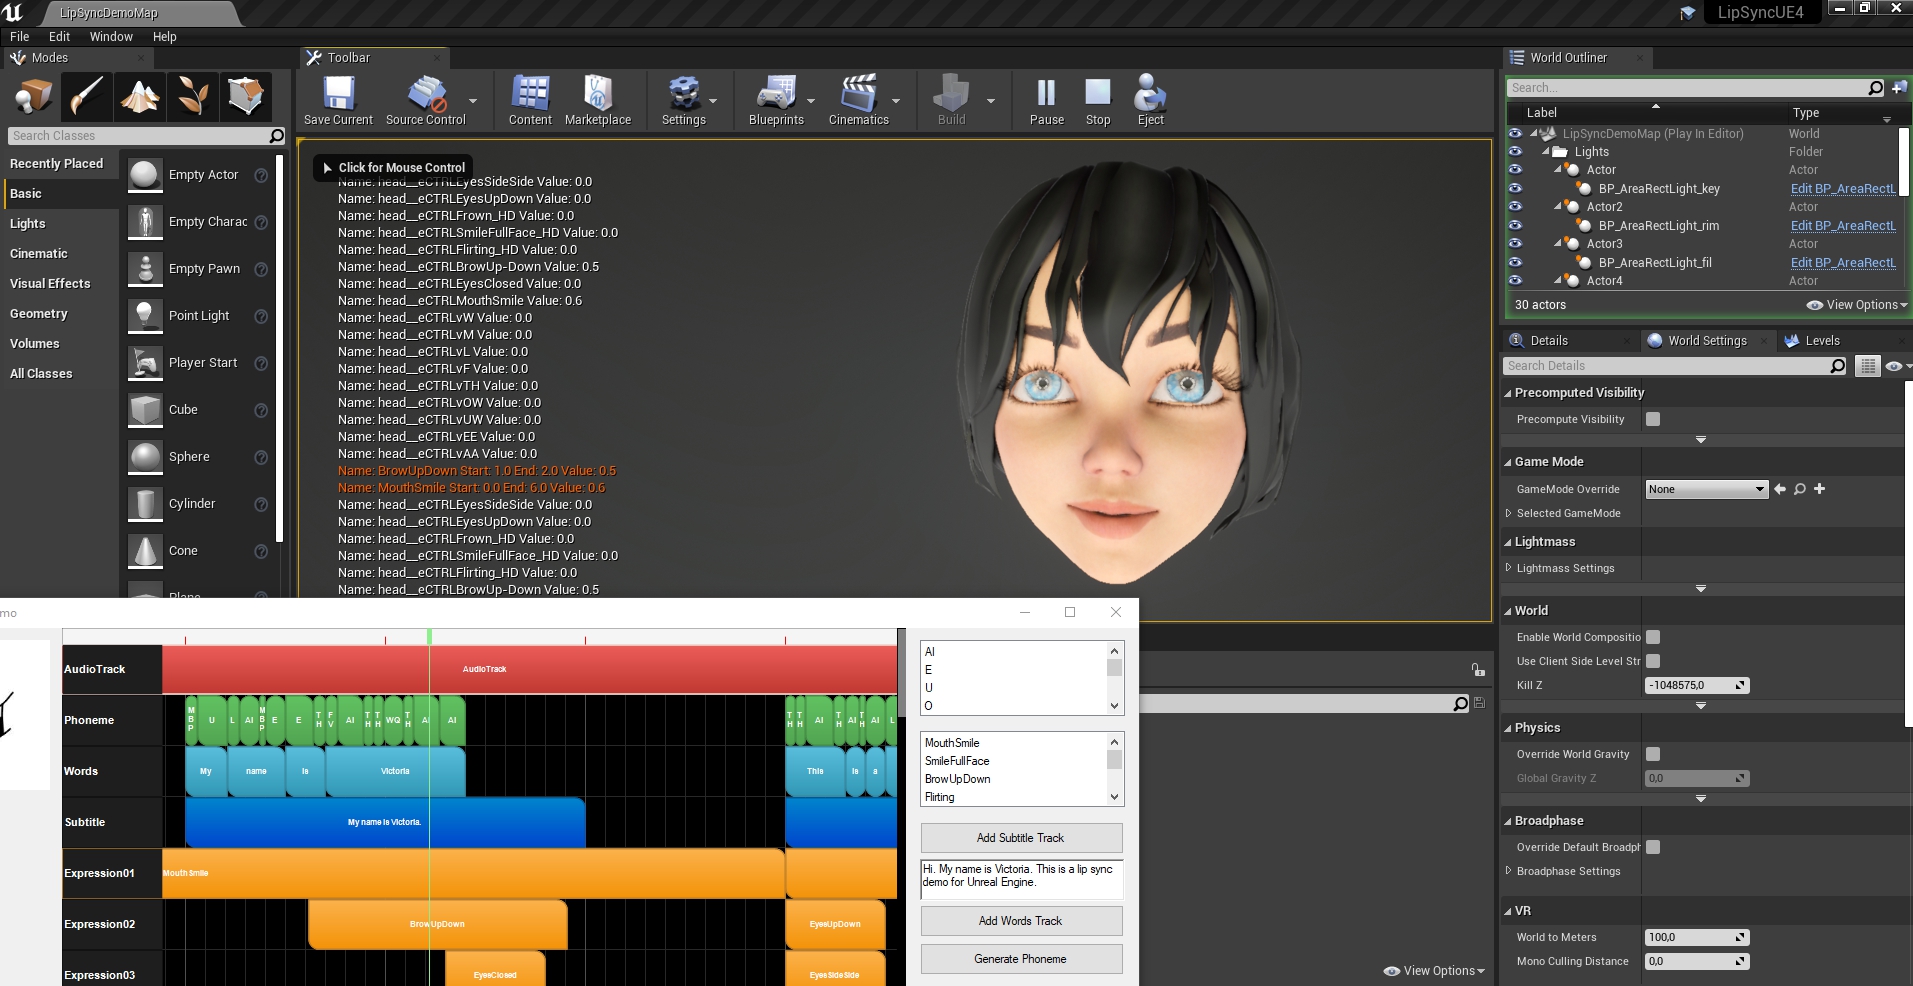 LipSyncDemoMap
LipSyncUE4
File Edit Window Help
Modes
Toolbar
World Outliner
Save Current
Source Control
Content
Marketplace
Settings
Blueprints
Cinematics
Build
Pause
Stop
Eject
Search Classes
Recently Placed
Basic
Lights
Cinematic
Visual Effects
Geometry
Volumes
All Classes
Empty Actor
Empty Charac
Empty Pawn
Point Light
Player Start
Cube
Sphere
Cylinder
Cone
Plane
Click for Mouse Control
Name: head__eCTRLEyesSideSide Value: 0.0
Name: head__eCTRLEyesUpDown Value: 0.0
Name: head__eCTRLFrown_HD Value: 0.0
Name: head__eCTRLSmileFullFace_HD Value: 0.0
Name: head__eCTRLFlirting_HD Value: 0.0
Name: head__eCTRLBrowUp-Down Value: 0.5
Name: head__eCTRLEyesClosed Value: 0.0
Name: head__eCTRLMouthSmile Value: 0.6
Name: head__eCTRLvW Value: 0.0
Name: head__eCTRLvM Value: 0.0
Name: head__eCTRLvL Value: 0.0
Name: head__eCTRLvF Value: 0.0
Name: head__eCTRLvTH Value: 0.0
Name: head__eCTRLvOW Value: 0.0
Name: head__eCTRLvUW Value: 0.0
Name: head__eCTRLvEE Value: 0.0
Name: head__eCTRLvAA Value: 0.0
Name: BrowUpDown Start: 1.0 End: 2.0 Value: 0.5
Name: MouthSmile Start: 0.0 End: 6.0 Value: 0.6
Name: head__eCTRLEyesSideSide Value: 0.0
Name: head__eCTRLEyesUpDown Value: 0.0
Name: head__eCTRLFrown_HD Value: 0.0
Name: head__eCTRLSmileFullFace_HD Value: 0.0
Name: head__eCTRLFlirting_HD Value: 0.0
Name: head__eCTRLBrowUp-Down Value: 0.5
Search...
Label Type
LipSyncDemoMap (Play In Editor) World
Lights Folder
Actor Actor
BP_AreaRectLight_key Edit BP_AreaRectL
Actor2 Actor
BP_AreaRectLight_rim Edit BP_AreaRectL
Actor3 Actor
BP_AreaRectLight_fil Edit BP_AreaRectL
Actor4 Actor
30 actors
View Options
Details
World Settings
Levels
Search Details
Precomputed Visibility
Precompute Visibility
Game Mode
GameMode Override None
Selected GameMode
Lightmass
Lightmass Settings
World
Enable World Compositio
Use Client Side Level Str
Kill Z -1048575,0
Physics
Override World Gravity
Global Gravity Z 0,0
Broadphase
Override Default Broadph
Broadphase Settings
VR
World to Meters 100,0
Mono Culling Distance 0,0
View Options
mo
AudioTrack AudioTrack
Phoneme MBP U L AI MBP E E TH FV AI TH TH WQ TH AI AI TH TH AI TH AI TH AI L
Words My name is Victoria This is a
Subtitle My name is Victoria.
Expression01 MouthSmile
Expression02 BrowUpDown EyesUpDown
Expression03 EyesClosed EyesSideSide
AI
E
U
O
MouthSmile
SmileFullFace
BrowUpDown
Flirting
Add Subtitle Track
Hi. My name is Victoria. This is a lip sync
demo for Unreal Engine.
Add Words Track
Generate Phoneme